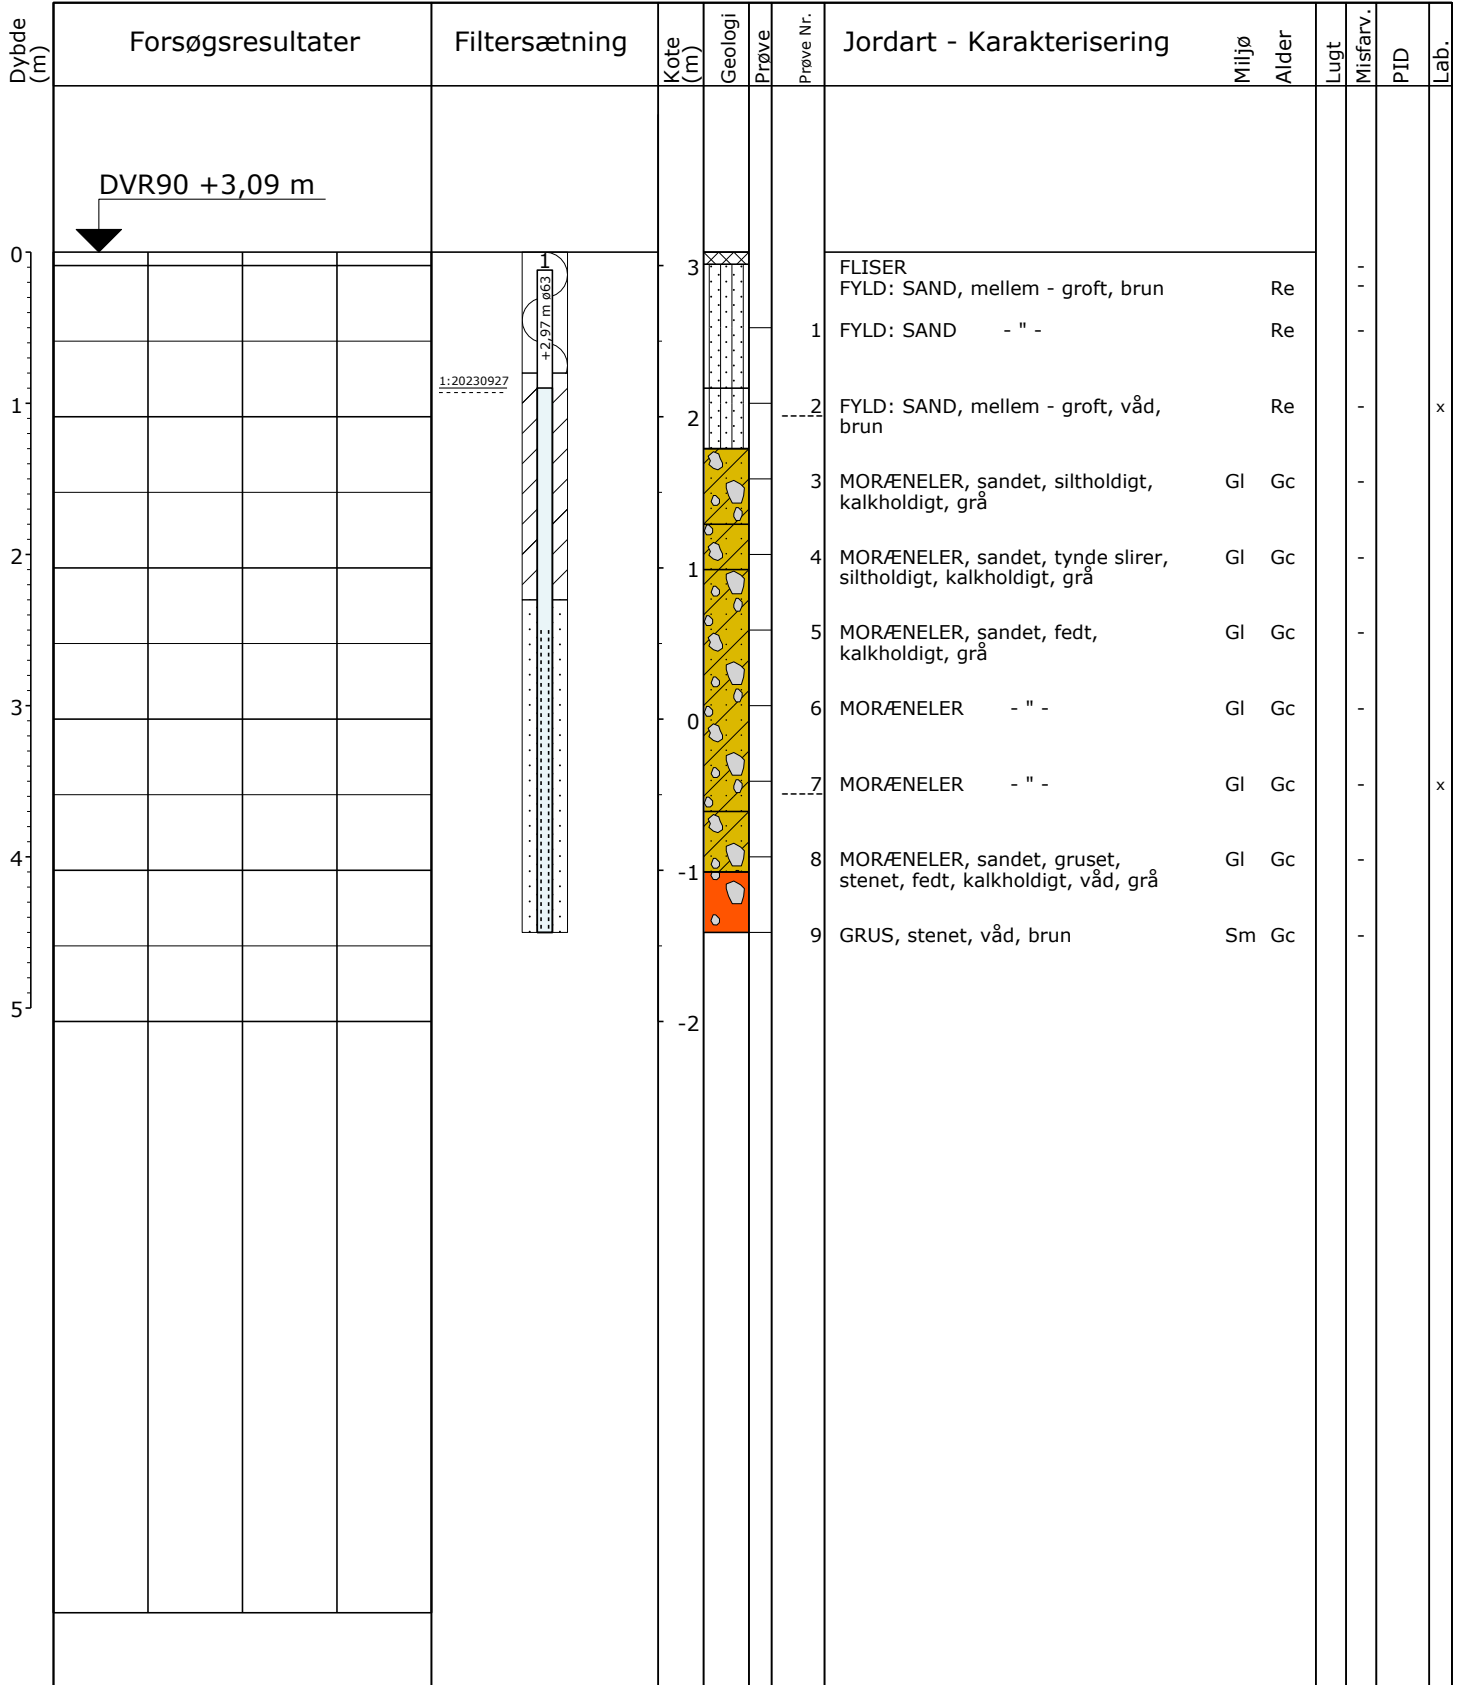 Dybde (m)
Forsøgsresultater
Filtersætning
Kote (m)
Geologi
Prøve
Prøve Nr.
Jordart - Karakterisering
Miljø
Alder
Lugt
Misfarv.
PID
Lab.
DVR90 +3,09 m
0
1
3
FLISER -
+2,97 m ø63
FYLD: SAND, mellem - groft, brun Re -
1 FYLD: SAND - " - Re -
1:20230927
1
2
2 FYLD: SAND, mellem - groft, våd, Re - x
brun
3 MORÆNELER, sandet, siltholdigt, Gl Gc -
kalkholdigt, grå
2
1
4 MORÆNELER, sandet, tynde slirer, Gl Gc -
siltholdigt, kalkholdigt, grå
5 MORÆNELER, sandet, fedt, Gl Gc -
kalkholdigt, grå
3
0
6 MORÆNELER - " - Gl Gc -
7 MORÆNELER - " - Gl Gc - x
4
-1
8 MORÆNELER, sandet, gruset, Gl Gc -
stenet, fedt, kalkholdigt, våd, grå
9 GRUS, stenet, våd, brun Sm Gc -
5
-2